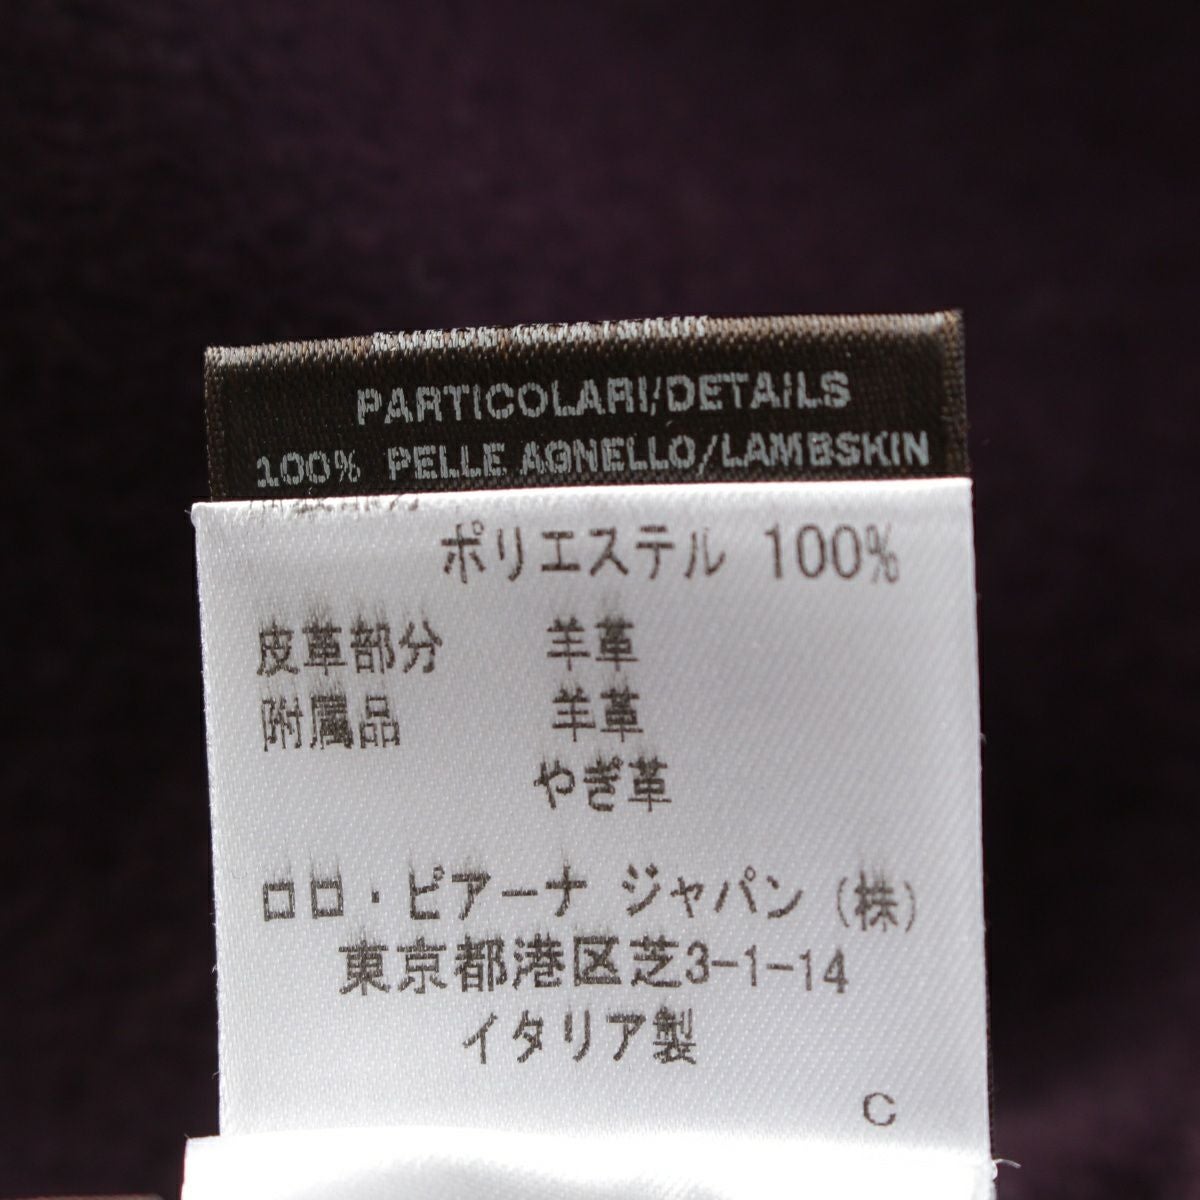 PARTICOLARI/DETAILS
100% PELLE AGNELLO/LAMBSKIN
ポリエステル 100%
皮革部分 羊革
附属品 羊革
やぎ革
ロロ・ピアーナ ジャパン (株)
東京都港区芝3-1-14
イタリア製
C